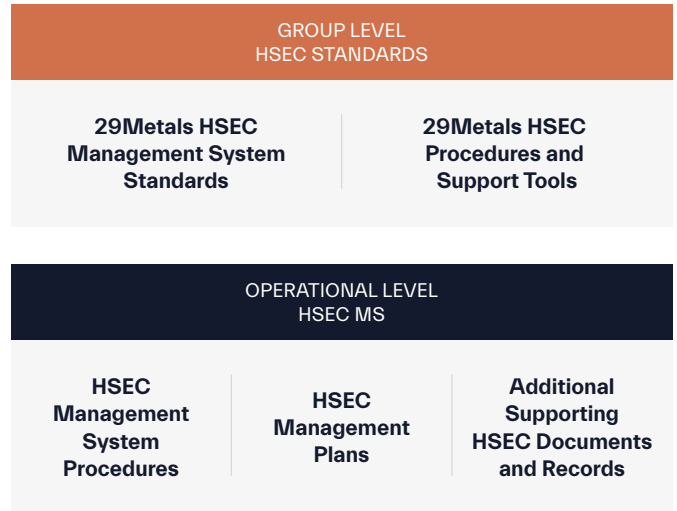 GROUP LEVEL
HSEC STANDARDS
29Metals HSEC
Management System
Standards
29Metals HSEC
Procedures and
Support Tools
OPERATIONAL LEVEL
HSEC MS
HSEC
Management
System
Procedures
HSEC
Management
Plans
Additional
Supporting
HSEC Documents
and Records